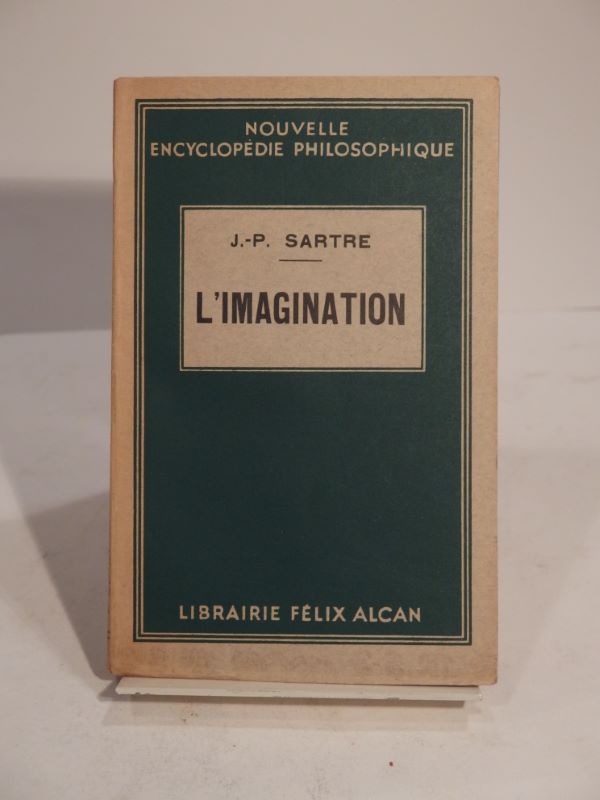 NOUVELLE
ENCYCLOPÉDIE PHILOSOPHIQUE
J.-P. SARTRE
L'IMAGINATION
LIBRAIRIE FÉLIX ALCAN